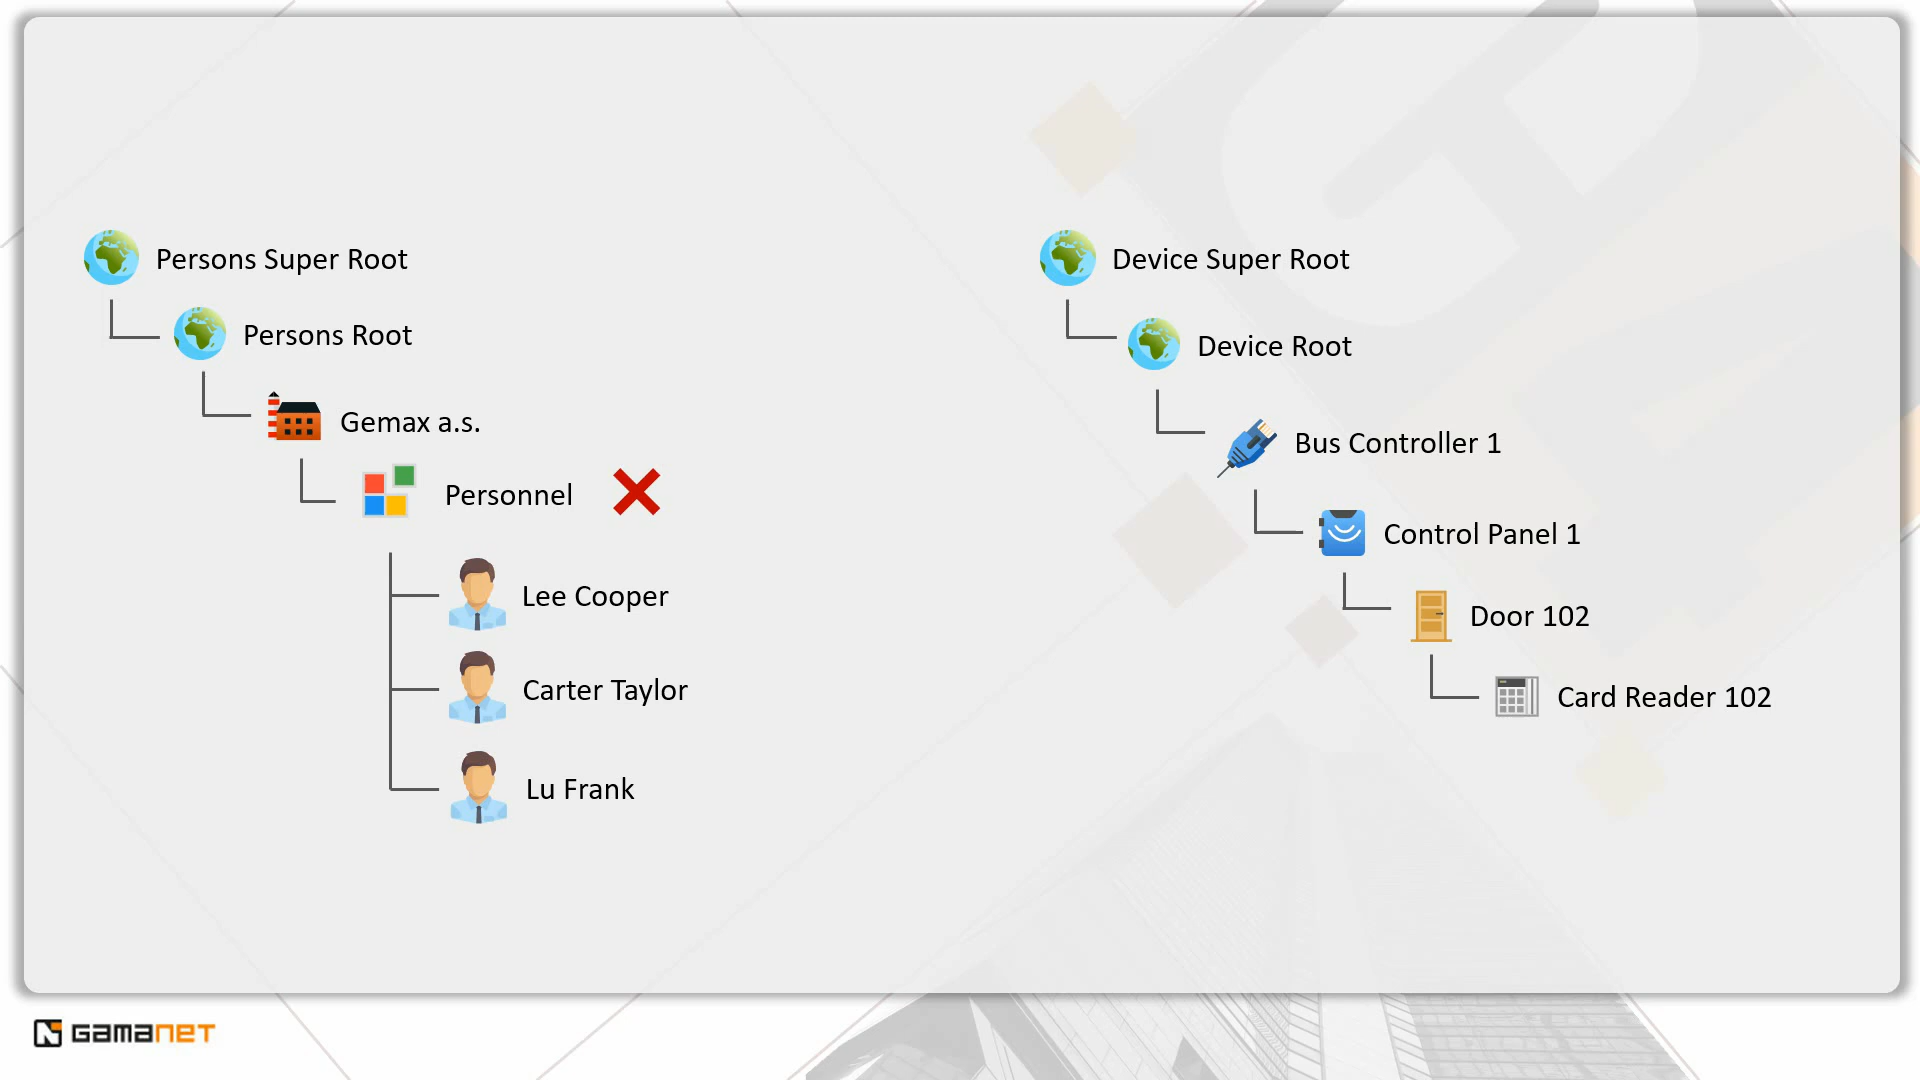 Persons Super Root
Persons Root
Gemax a.s.
Personnel
Lee Cooper
Carter Taylor
Lu Frank
Device Super Root
Device Root
Bus Controller 1
Control Panel 1
Door 102
Card Reader 102
GAMANET